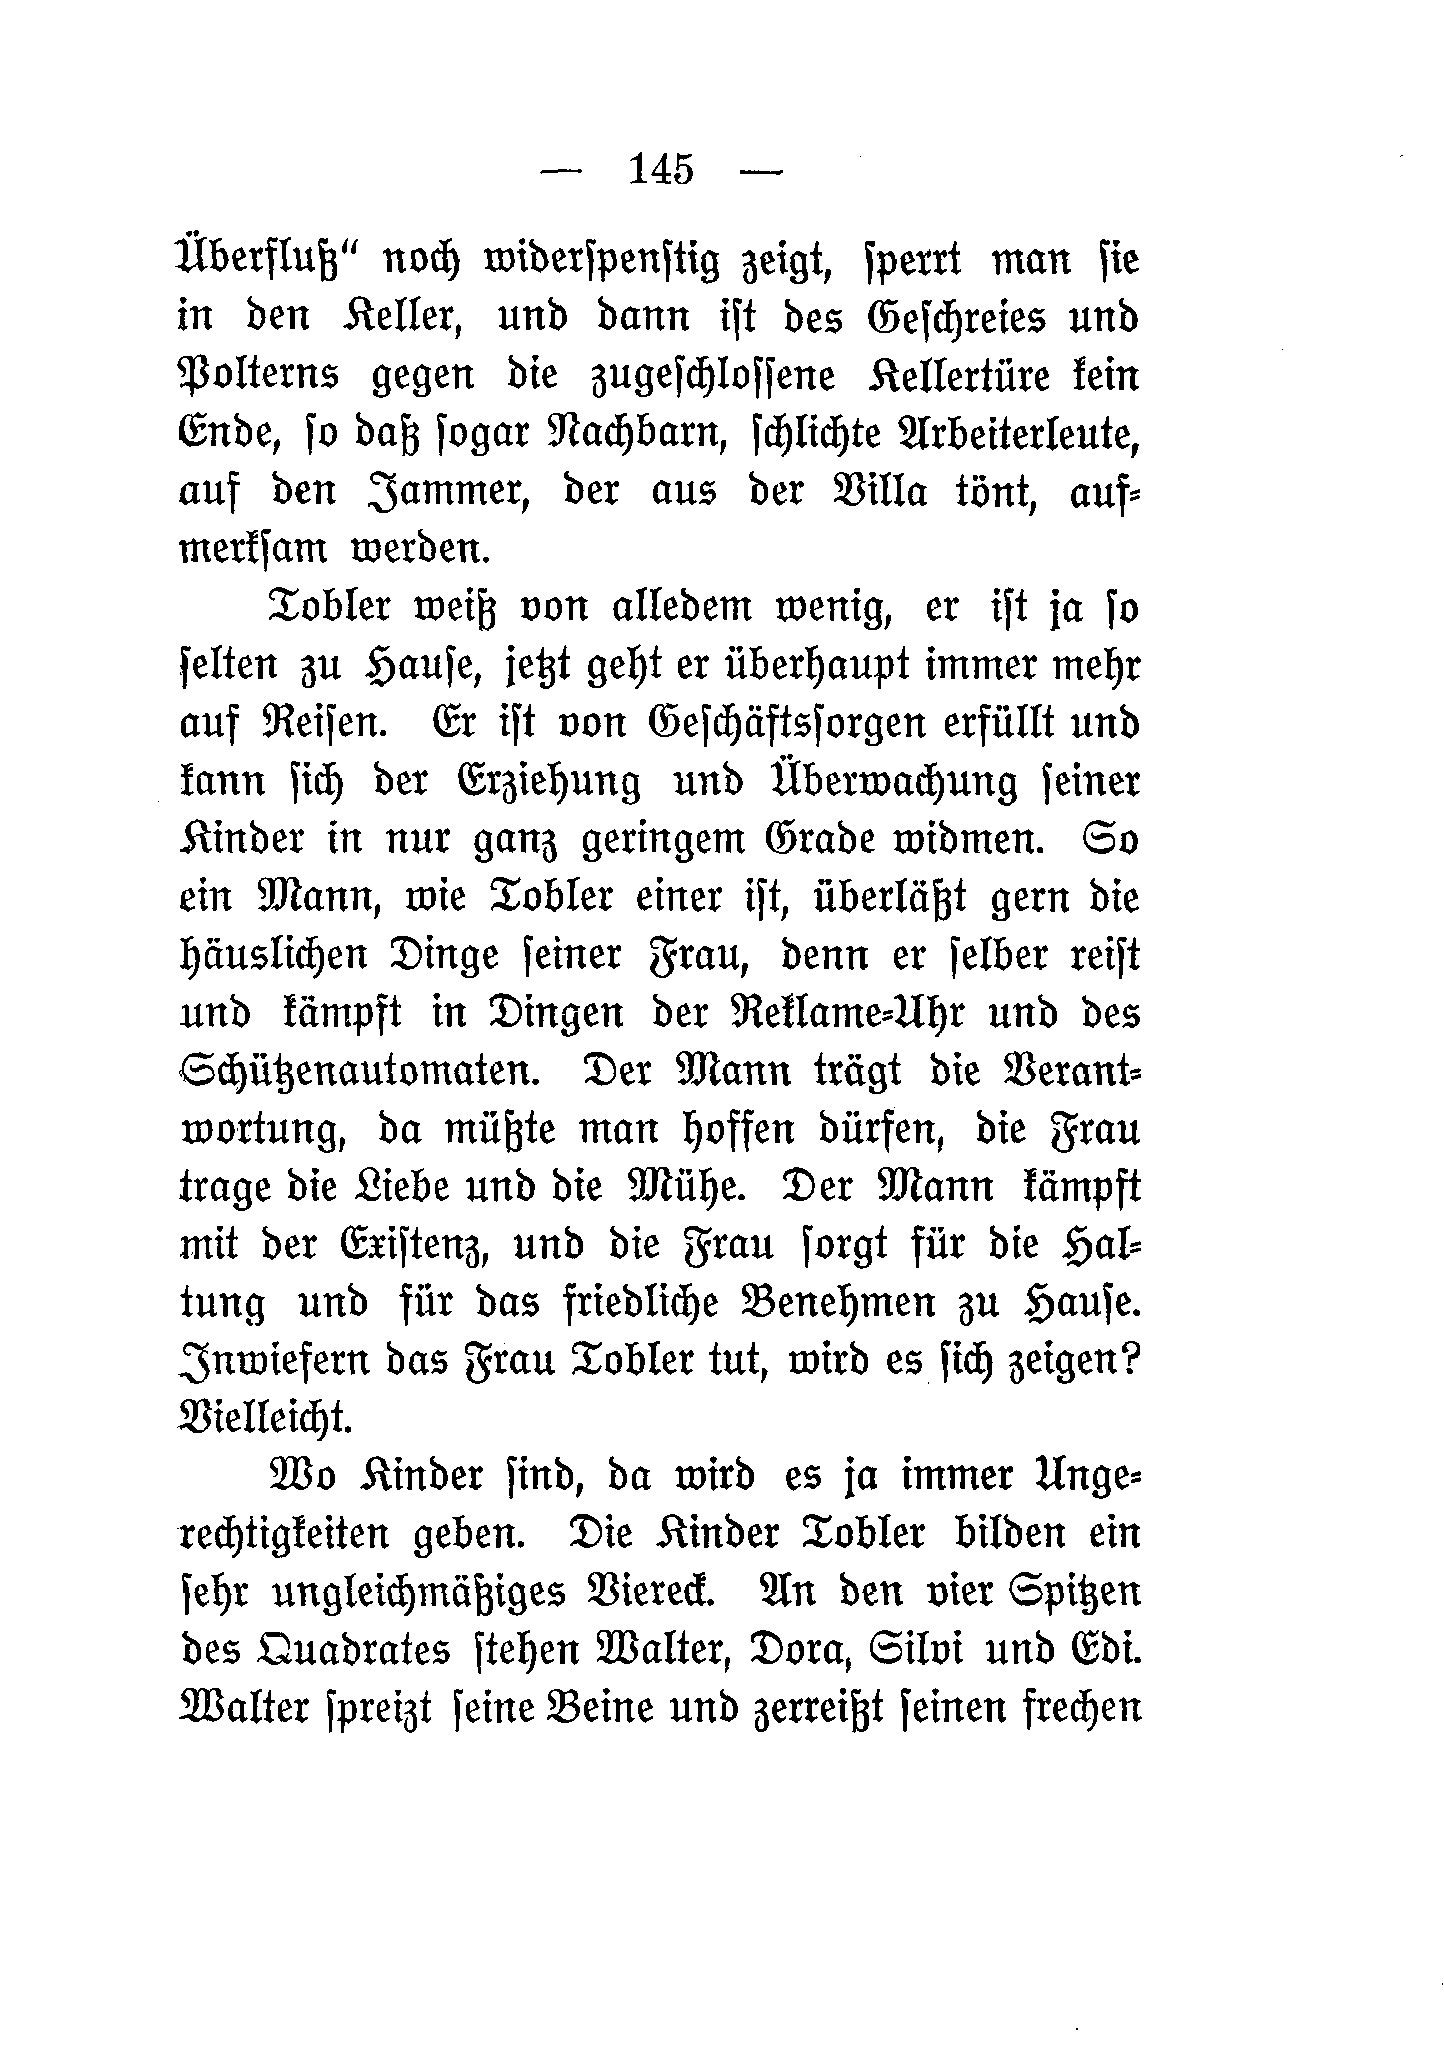 — 145 —
Überfluß“ noch widerſpenſtig zeigt, ſperrt man ſie
in den Keller, und dann iſt des Geſchreies und
Polterns gegen die zugeſchloſſene Kellertüre kein
Ende, ſo daß ſogar Nachbarn, ſchlichte Arbeiterleute,
auf den Jammer, der aus der Villa tönt, auf⸗
merkſam werden.
Tobler weiß von alledem wenig, er iſt ja ſo
ſelten zu Hauſe, jetzt geht er überhaupt immer mehr
auf Reiſen. Er iſt von Geſchäftsſorgen erfüllt und
kann ſich der Erziehung und Überwachung ſeiner
Kinder in nur ganz geringem Grade widmen. So
ein Mann, wie Tobler einer iſt, überläßt gern die
häuslichen Dinge ſeiner Frau, denn er ſelber reiſt
und kämpft in Dingen der Reklame⸗Uhr und des
Schützenautomaten. Der Mann trägt die Verant⸗
wortung, da müßte man hoffen dürfen, die Frau
trage die Liebe und die Mühe. Der Mann kämpft
mit der Exiſtenz, und die Frau ſorgt für die Hal⸗
tung und für das friedliche Benehmen zu Hauſe.
Inwiefern das Frau Tobler tut, wird es ſich zeigen?
Vielleicht.
Wo Kinder ſind, da wird es ja immer Unge⸗
rechtigkeiten geben. Die Kinder Tobler bilden ein
ſehr ungleichmäßiges Viereck. An den vier Spitzen
des Quadrates ſtehen Walter, Dora, Silvi und Edi.
Walter ſpreizt ſeine Beine und zerreißt ſeinen frechen